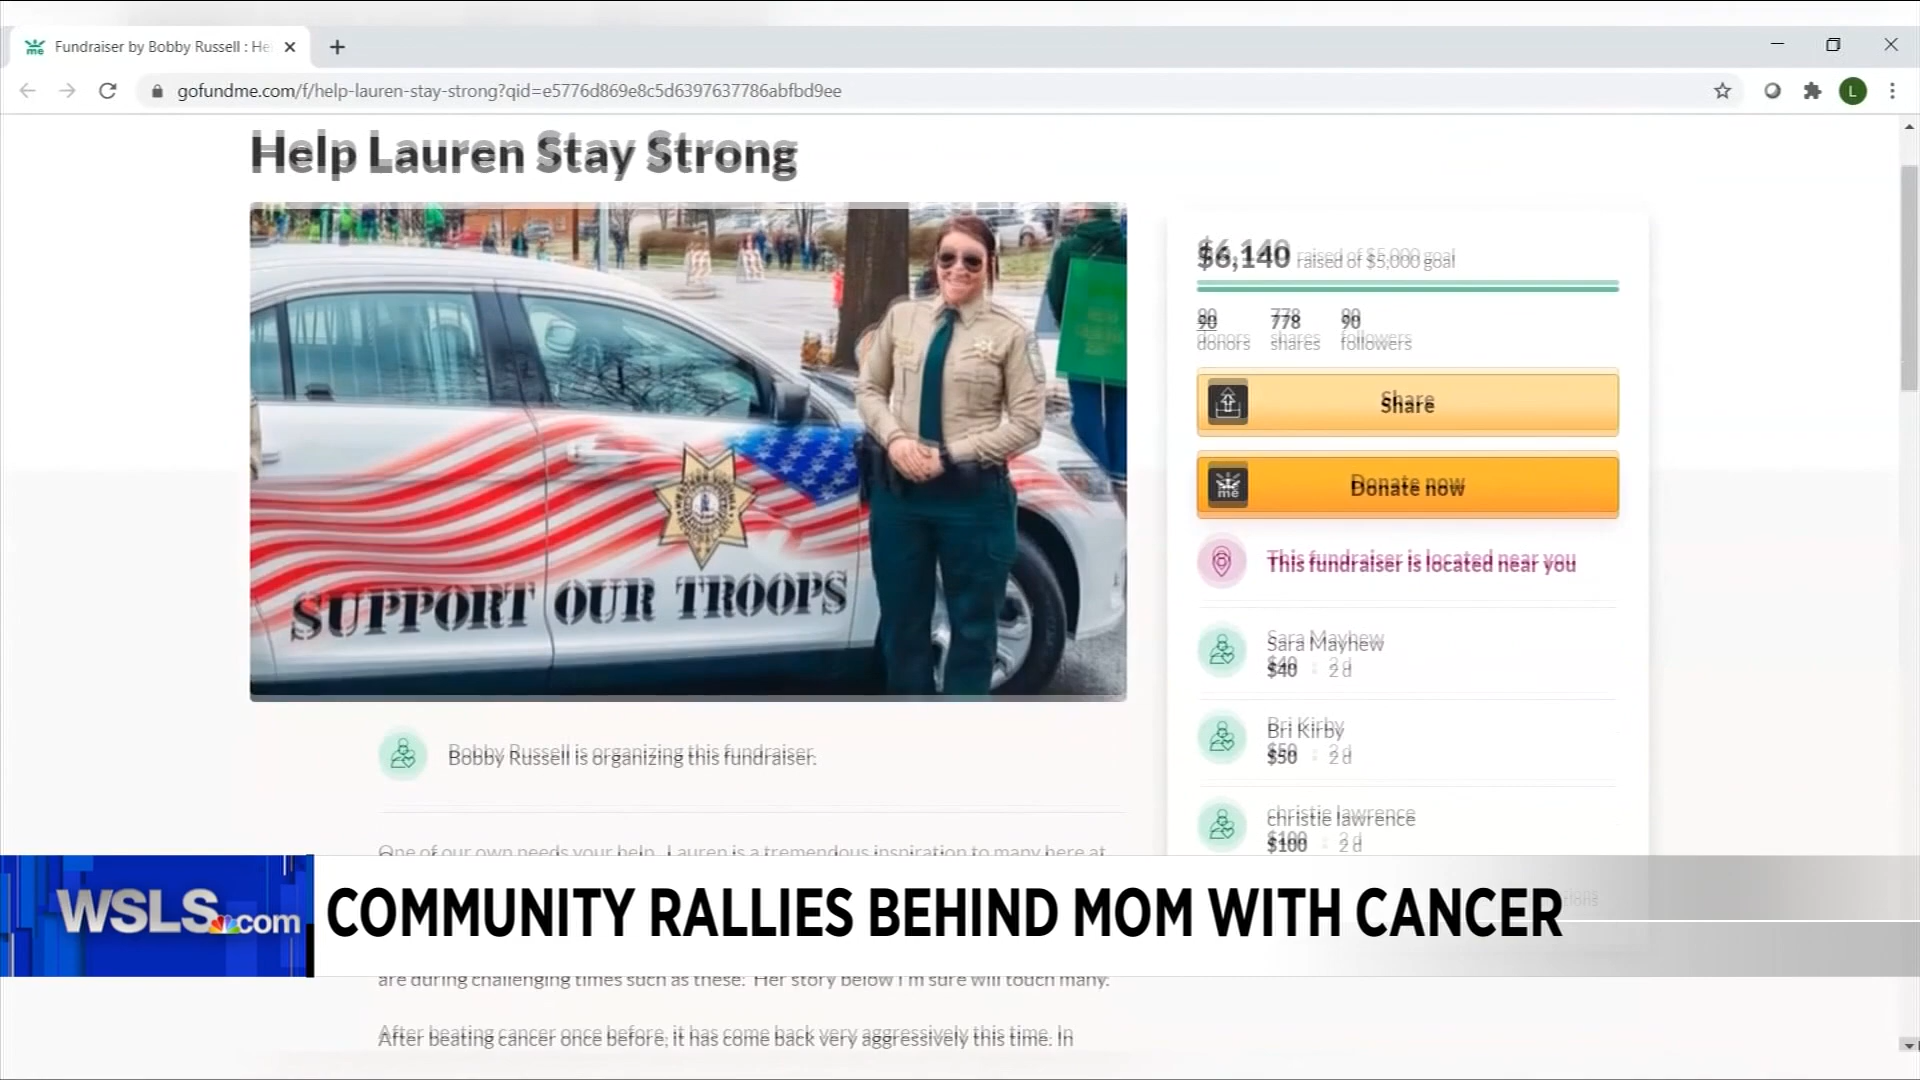 Fundraiser by Bobby Russell : He
gofundme.com/f/help-lauren-stay-strong?qid=e5776d869e8c5d6397637786abfbd9ee
L
Help Lauren Stay Strong
SUPPORT OUR TROOPS
$6,140 raised of $5,000 goal
90 778 90
donors shares followers
Share
me Donate now
This fundraiser is located near you
Sara Mayhew
$40 · 2 d
Bri Kirby
$50 · 2 d
christie lawrence
$100 · 2 d
Bobby Russell is organizing this fundraiser.
One of our own needs your help. Lauren is a tremendous inspiration to many here at
WSLS.com COMMUNITY RALLIES BEHIND MOM WITH CANCER
are during challenging times such as these. Her story below I'm sure will touch many.
After beating cancer once before, it has come back very aggressively this time. In